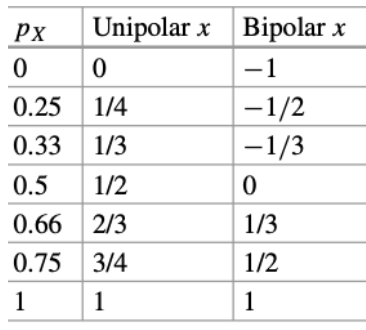 pX Unipolar x Bipolar x
0 0 −1
0.25 1/4 −1/2
0.33 1/3 −1/3
0.5 1/2 0
0.66 2/3 1/3
0.75 3/4 1/2
1 1 1